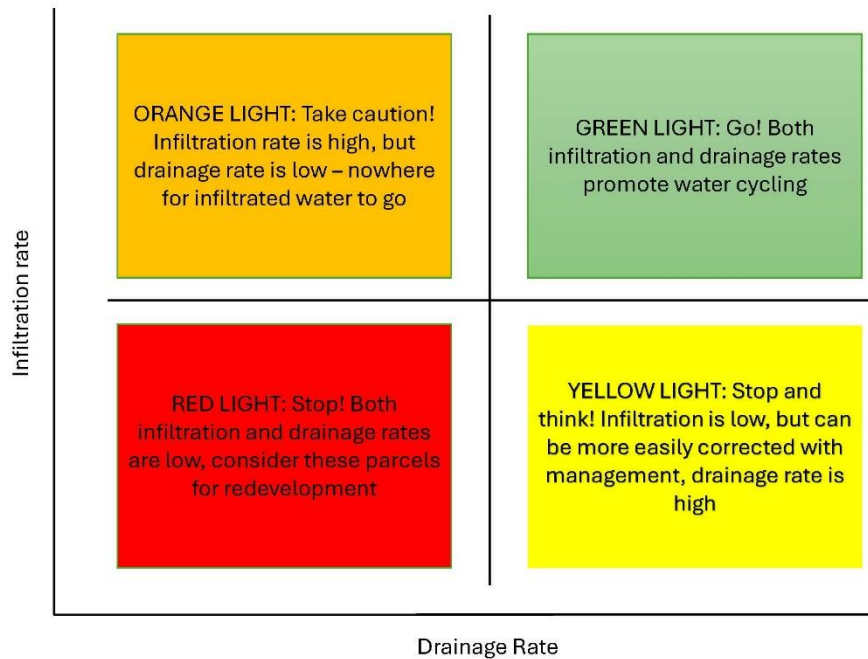 ORANGE LIGHT: Take caution!
Infiltration rate is high, but
drainage rate is low – nowhere
for infiltrated water to go
GREEN LIGHT: Go! Both
infiltration and drainage rates
promote water cycling
Infiltration rate
RED LIGHT: Stop! Both
infiltration and drainage rates
are low, consider these parcels
for redevelopment
YELLOW LIGHT: Stop and
think! Infiltration is low, but can
be more easily corrected with
management, drainage rate is
high
Drainage Rate